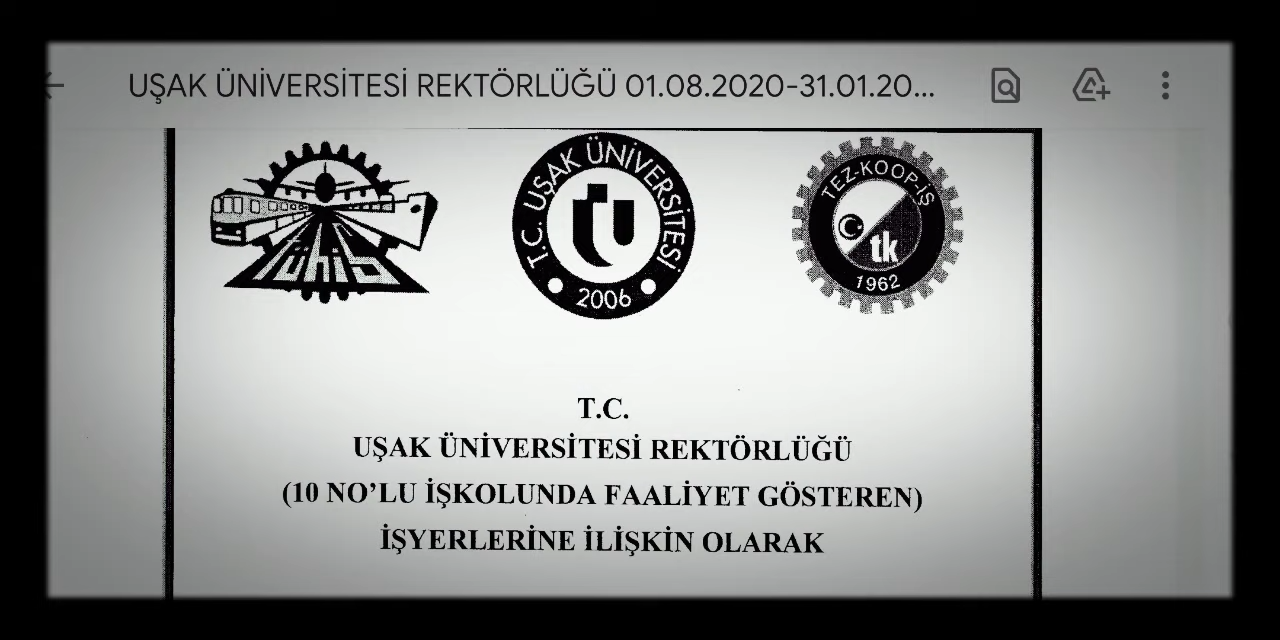 UŞAK ÜNİVERSİTESİ REKTÖRLÜĞÜ 01.08.2020-31.01.20...
tühis
T.C. UŞAK ÜNİVERSİTESİ
2006
TEZ-KOOP-İŞ
tk
1962
T.C.
UŞAK ÜNİVERSİTESİ REKTÖRLÜĞÜ
(10 NO'LU İŞKOLUNDA FAALİYET GÖSTEREN)
İŞYERLERİNE İLİŞKİN OLARAK